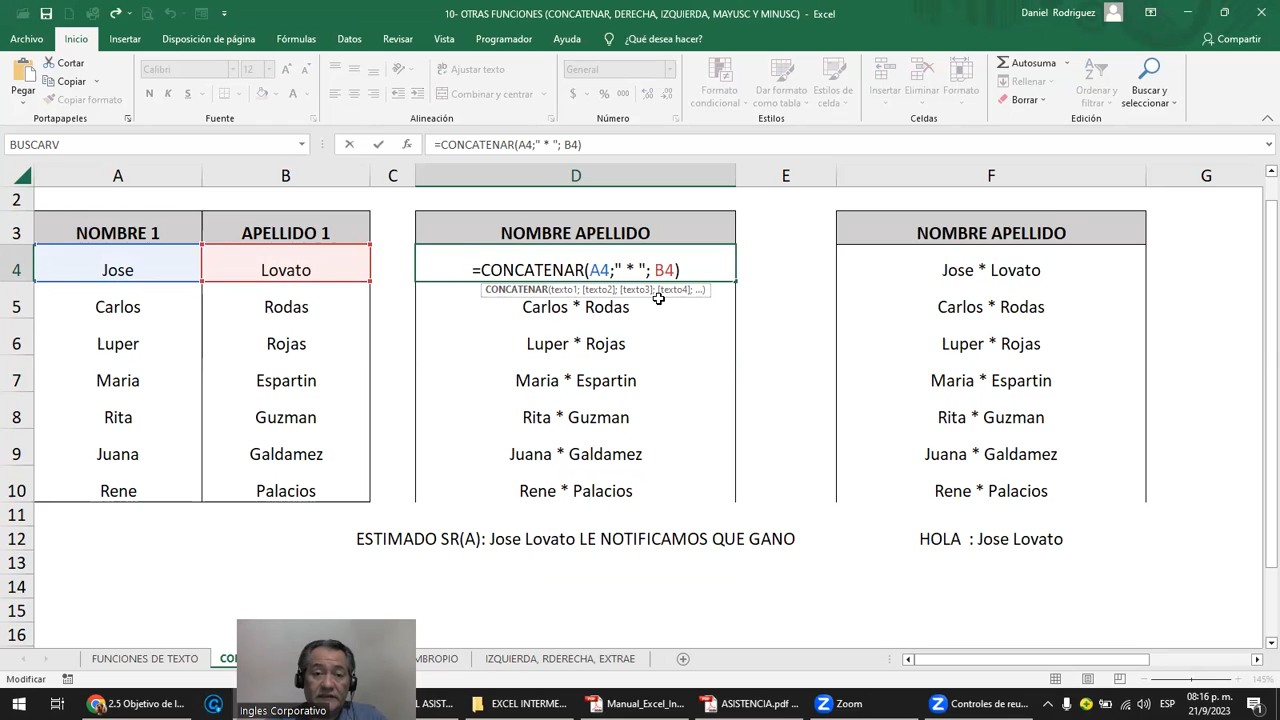 10- OTRAS FUNCIONES (CONCATENAR, DERECHA, IZQUIERDA, MAYUSC Y MINUSC) - Excel
Daniel Rodriguez
Archivo Inicio Insertar Disposición de página Fórmulas Datos Revisar Vista Programador Ayuda ¿Qué desea hacer? Compartir
Cortar
Copiar
Copiar formato
Pegar
Calibri 12
N K S
Ajustar texto
Combinar y centrar
General
$ % 000
Formato condicional
Dar formato como tabla
Estilos de celda
Insertar Eliminar Formato
Autosuma
Rellenar
Borrar
Ordenar y filtrar
Buscar y seleccionar
Portapapeles Fuente Alineación Número Estilos Celdas Edición
BUSCARV =CONCATENAR(A4;" * "; B4)
A B C D E F G
2
3 NOMBRE 1 APELLIDO 1 NOMBRE APELLIDO NOMBRE APELLIDO
4 Jose Lovato =CONCATENAR(A4;" * "; B4) Jose * Lovato
CONCATENAR(texto1; [texto2]; [texto3]; [texto4]; ...)
5 Carlos Rodas Carlos * Rodas Carlos * Rodas
6 Luper Rojas Luper * Rojas Luper * Rojas
7 Maria Espartin Maria * Espartin Maria * Espartin
8 Rita Guzman Rita * Guzman Rita * Guzman
9 Juana Galdamez Juana * Galdamez Juana * Galdamez
10 Rene Palacios Rene * Palacios Rene * Palacios
11
12 ESTIMADO SR(A): Jose Lovato LE NOTIFICAMOS QUE GANO HOLA : Jose Lovato
13
14
15
16
FUNCIONES DE TEXTO CON MBROPIO IZQUIERDA, RDERECHA, EXTRAE
Modificar 145%
Ingles Corporativo
2.5 Objetivo de l... L ASIST... EXCEL INTERME... Manual_Excel_In... ASISTENCIA.pdf ... Zoom Controles de reu... ESP
08:16 p. m.
21/9/2023